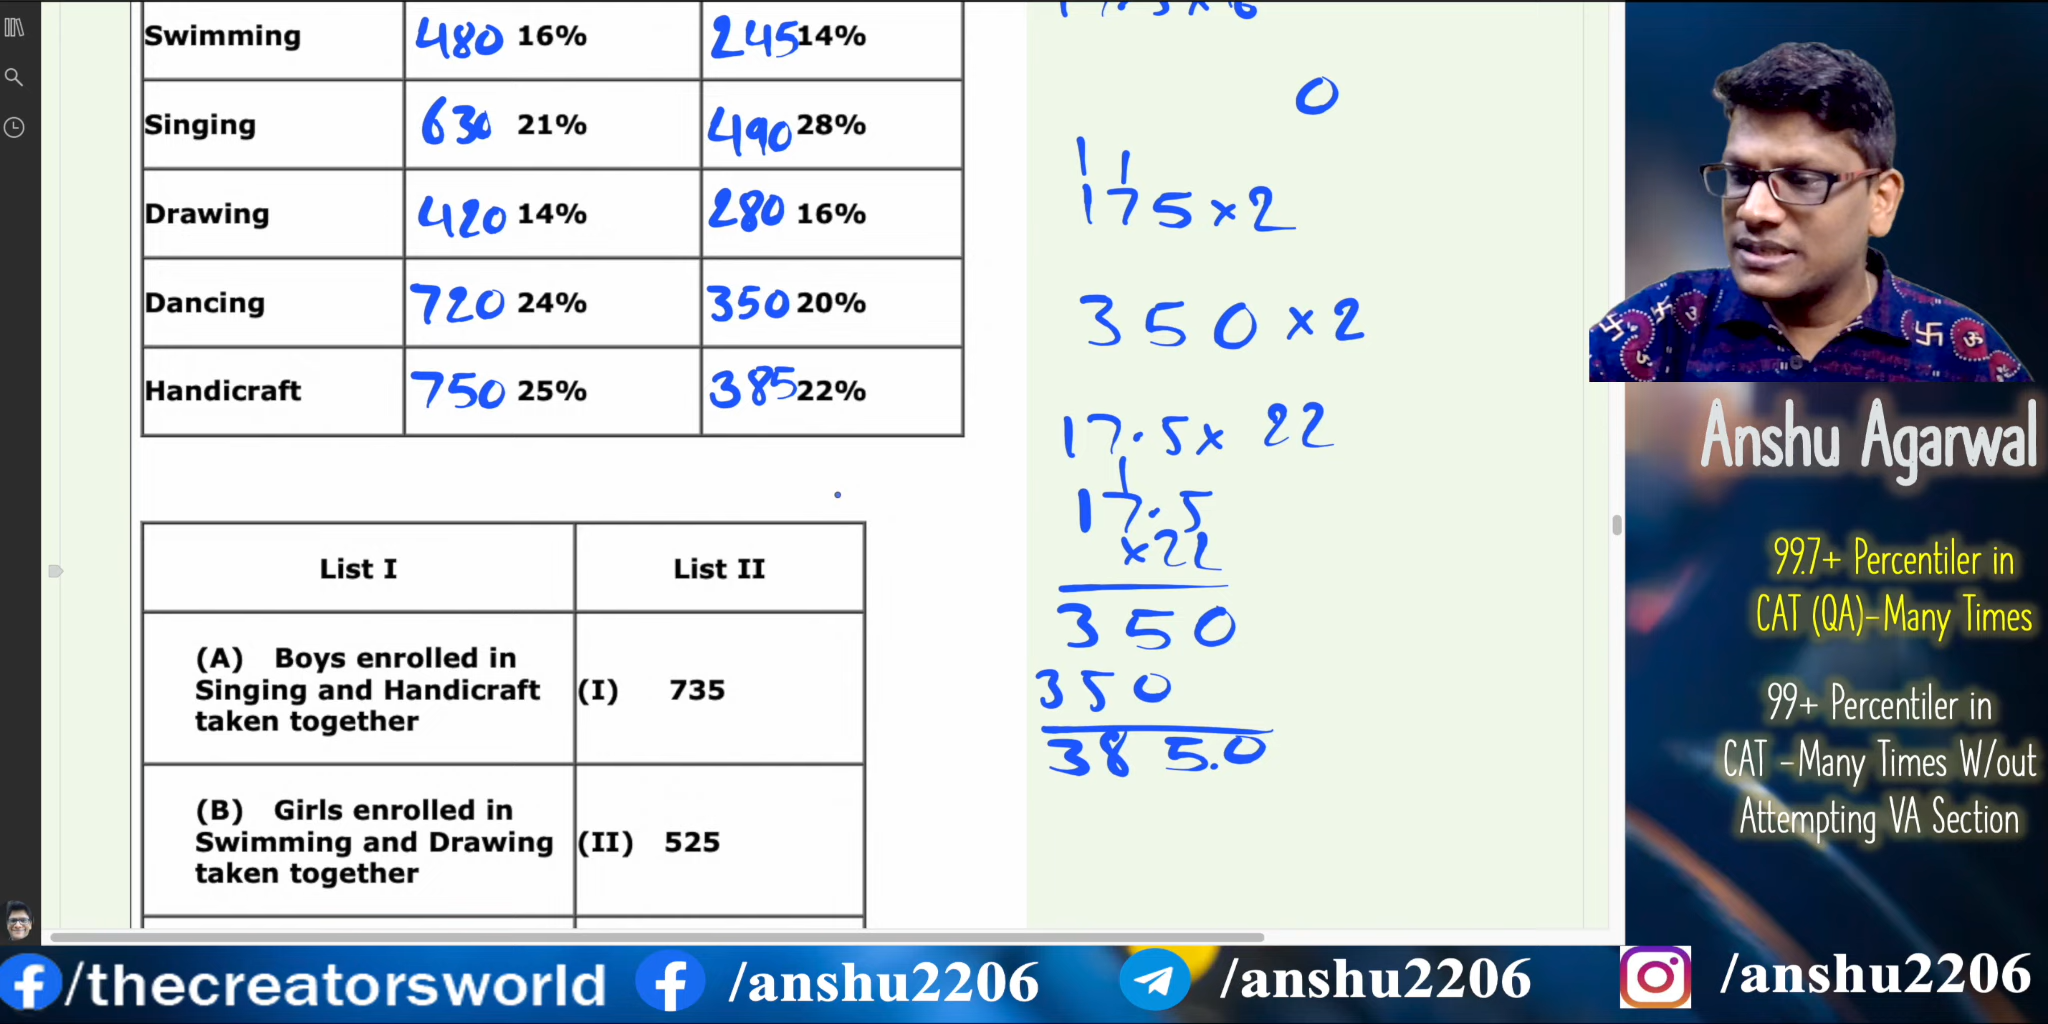 Swimming 480 16% 245 14%
Singing 630 21% 490 28%
Drawing 420 14% 280 16%
Dancing 720 24% 350 20%
Handicraft 750 25% 385 22%
List I List II
(A) Boys enrolled in
Singing and Handicraft
taken together
(I) 735
(B) Girls enrolled in
Swimming and Drawing
taken together
(II) 525
0
1 1
175×2
350×2
17.5× 22
1
17.5
×22
350
350
385.0
Anshu Agarwal
99.7+ Percentiler in
CAT (QA)-Many Times
99+ Percentiler in
CAT -Many Times W/out
Attempting VA Section
/thecreatorsworld
/anshu2206
/anshu2206
/anshu2206